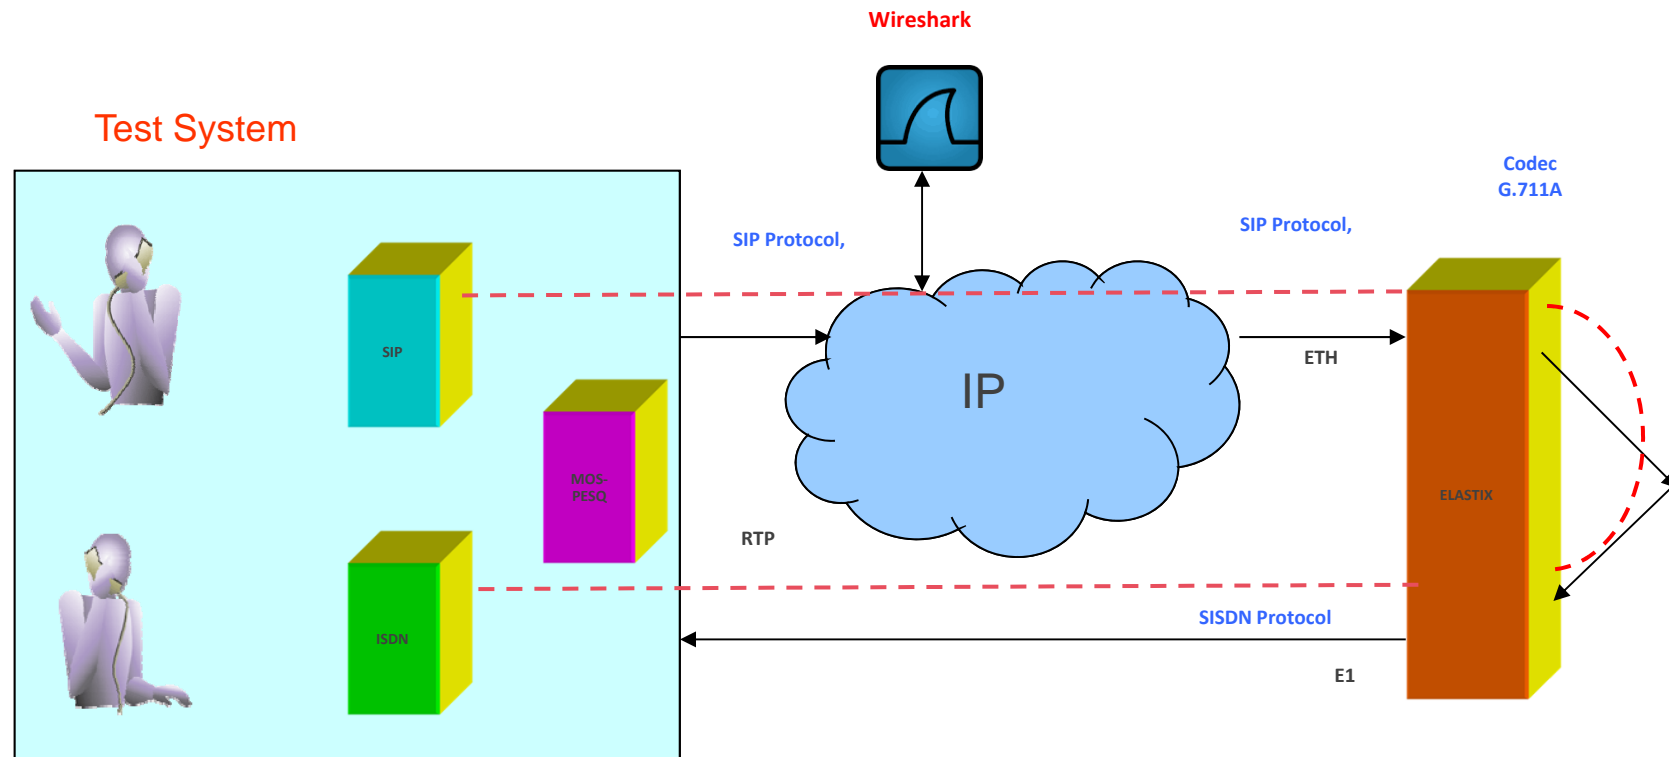 Wireshark
Test System
Codec
G.711A
SIP Protocol,
SIP Protocol,
SIP
ETH
IP
MOS-
PESQ
ELASTIX
RTP
ISDN
SISDN Protocol
E1